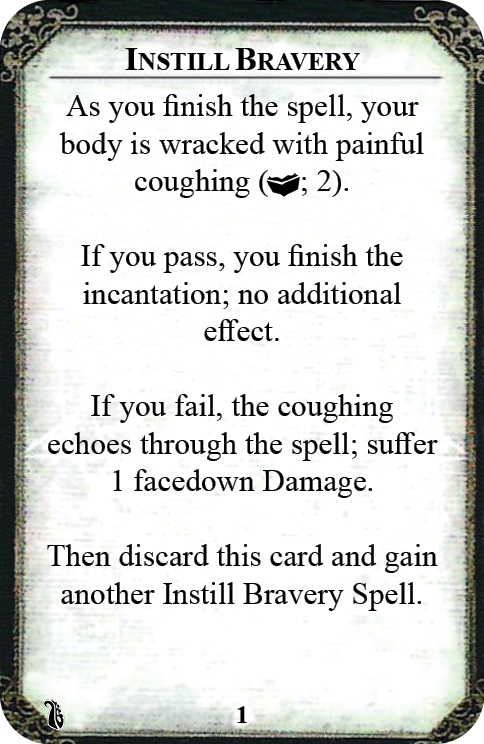 INSTILL BRAVERY
As you finish the spell, your
body is wracked with painful
coughing (; 2).
If you pass, you finish the
incantation; no additional
effect.
If you fail, the coughing
echoes through the spell; suffer
1 facedown Damage.
Then discard this card and gain
another Instill Bravery Spell.
1